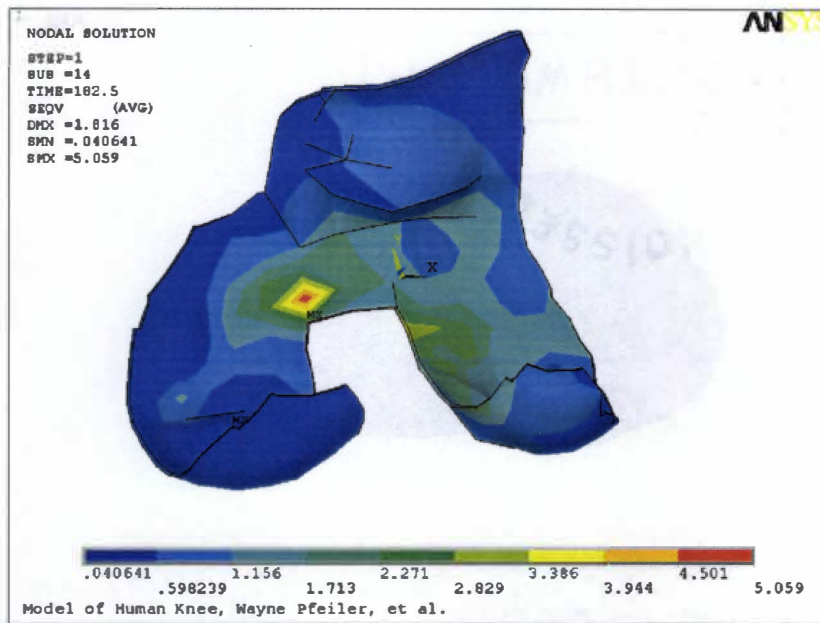 ANSYS
NODAL SOLUTION
STEP=1
SUB =14
TIME=182.5
SEQV (AVG)
DMX =1.816
SMN =.040641
SMX =5.059
X
MX
MN
.040641 1.156 2.271 3.386 4.501
.598239 1.713 2.829 3.944 5.059
Model of Human Knee, Wayne Pfeiler, et al.